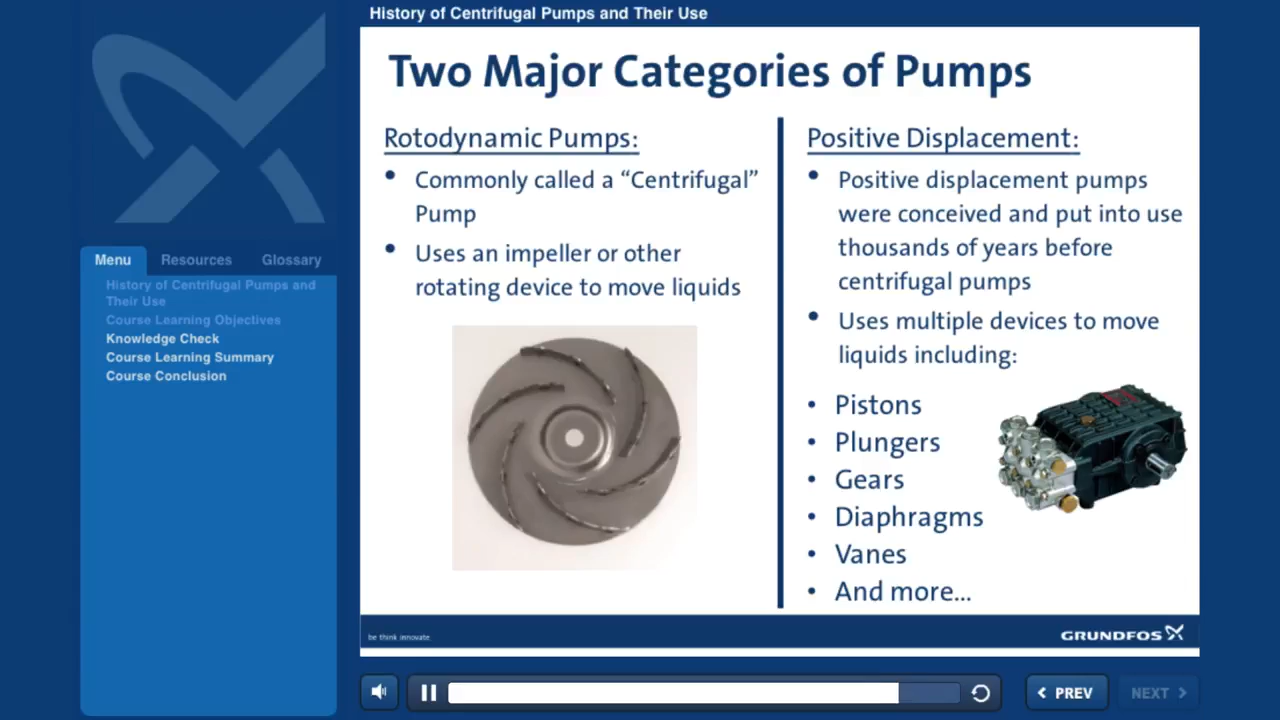 History of Centrifugal Pumps and Their Use
Two Major Categories of Pumps
Rotodynamic Pumps:
• Commonly called a “Centrifugal”
Pump
• Uses an impeller or other
rotating device to move liquids
Positive Displacement:
• Positive displacement pumps
were conceived and put into use
thousands of years before
centrifugal pumps
• Uses multiple devices to move
liquids including:
• Pistons
• Plungers
• Gears
• Diaphragms
• Vanes
• And more...
be think innovate
GRUNDFOS
Menu Resources Glossary
History of Centrifugal Pumps and
Their Use
Course Learning Objectives
Knowledge Check
Course Learning Summary
Course Conclusion
PREV
NEXT